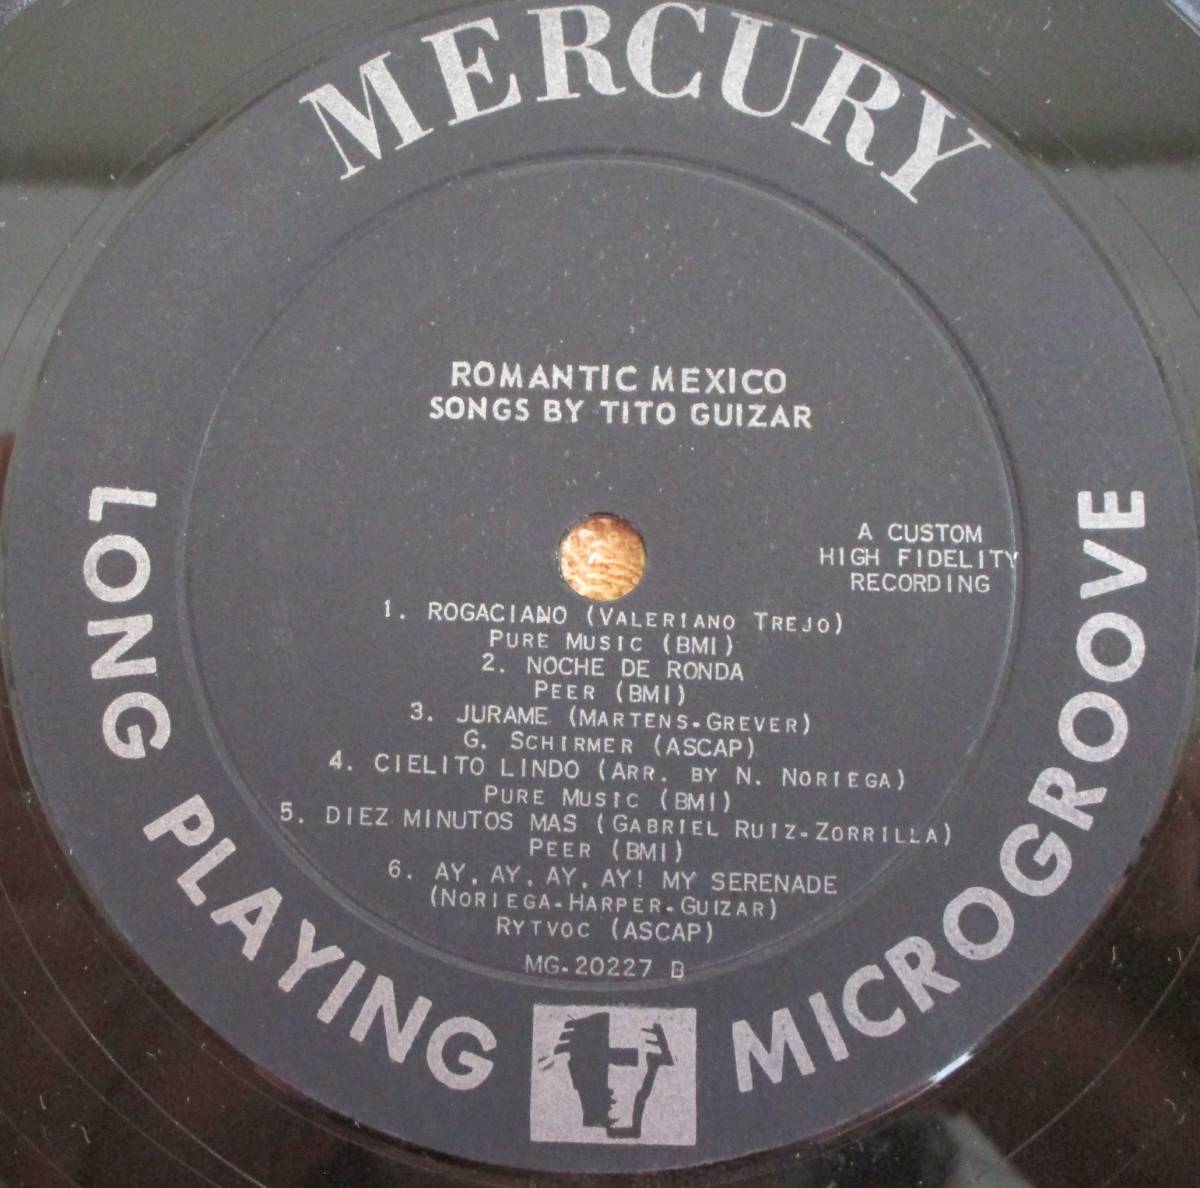 MERCURY
ROMANTIC MEXICO
SONGS BY TITO GUIZAR
A CUSTOM
HIGH FIDELITY
RECORDING
1. ROGACIANO (VALERIANO TREJO)
PURE MUSIC (BMI)
2. NOCHE DE RONDA
PEER (BMI)
3. JURAME (MARTENS-GREVER)
G. SCHIRMER (ASCAP)
4. CIELITO LINDO (ARR. BY N. NORIEGA)
PURE MUSIC (BMI)
5. DIEZ MINUTOS MAS (GABRIEL RUIZ-ZORRILLA)
PEER (BMI)
6. AY, AY, AY, AY! MY SERENADE
(NORIEGA-HARPER-GUIZAR)
RYTVOC (ASCAP)
MG-20227 B
LONG PLAYING MICROGROOVE